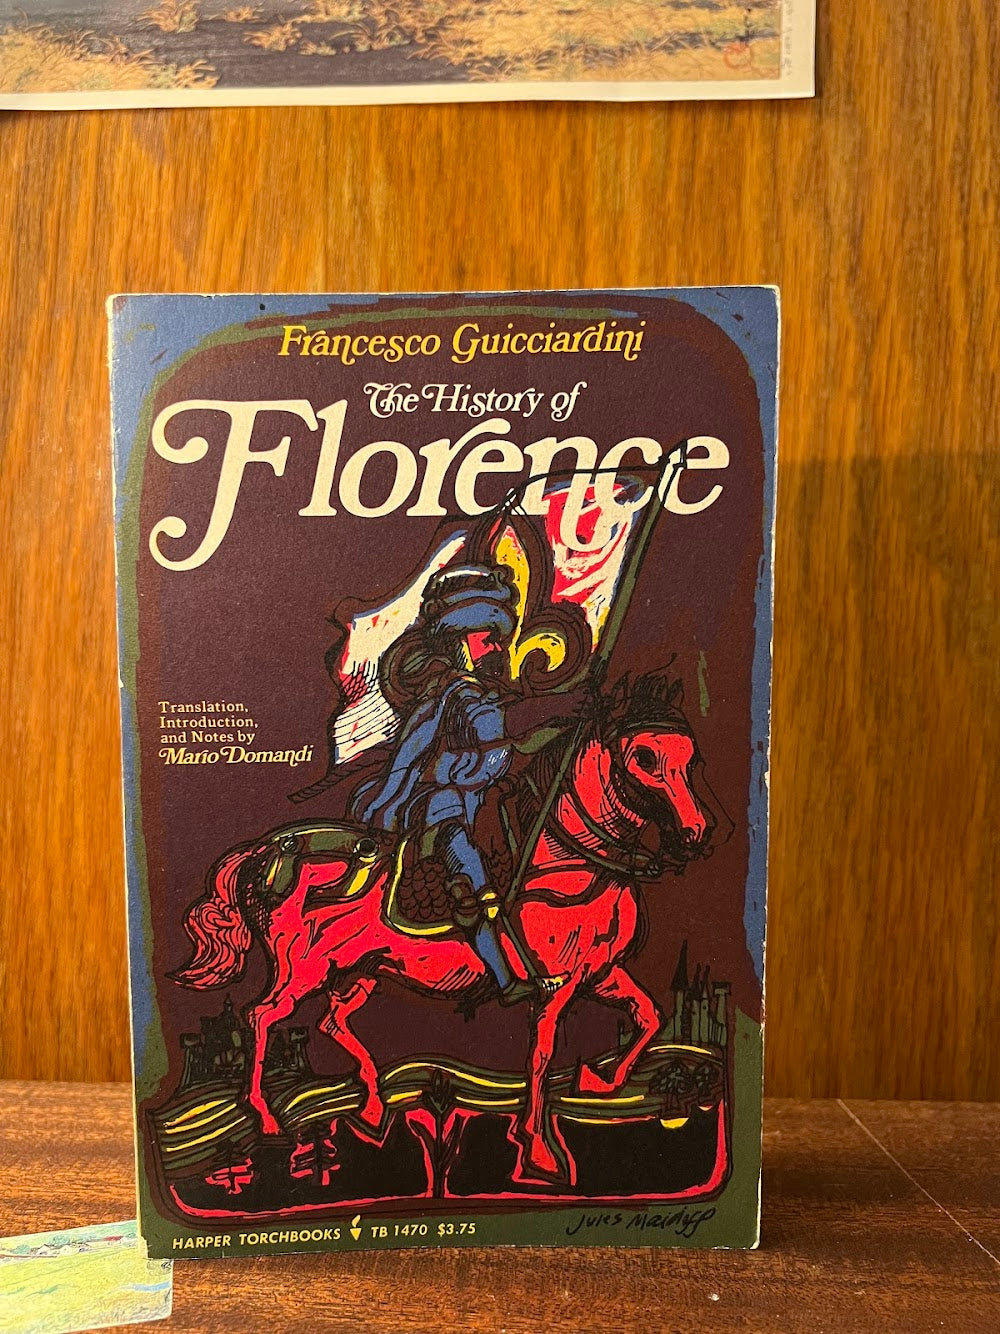 Francesco Guicciardini
The History of
Florence
Translation,
Introduction,
and Notes by
Mario Domandi
HARPER TORCHBOOKS TB 1470 $3.75
Jules Maidoff